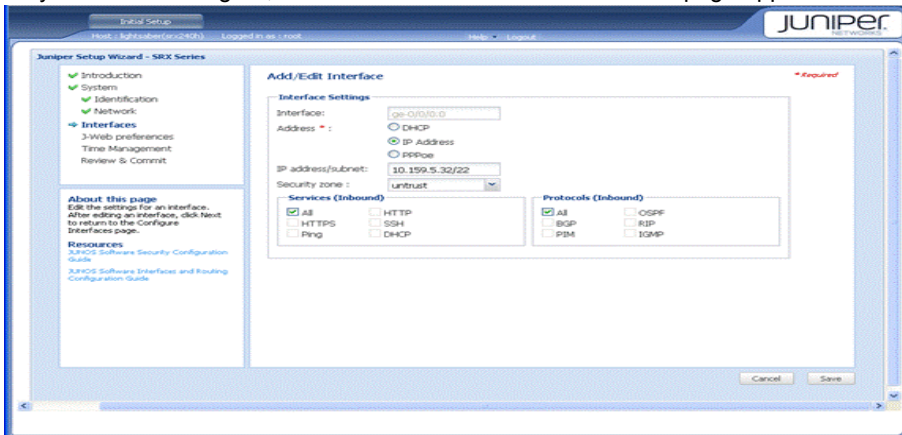 Initial Setup
JUNIPER
NETWORKS
Host : lightsaber(srx240h) Logged in as : root Help Logout
Juniper Setup Wizard - SRX Series
Introduction
System
Identification
Network
Interfaces
J-Web preferences
Time Management
Review & Commit
About this page
Edit the settings for an interface.
After editing an interface, click Next
to return to the Configure
Interfaces page.
Resources
JUNOS Software Security Configuration
Guide
JUNOS Software Interfaces and Routing
Configuration Guide
Add/Edit Interface
* Required
Interface Settings
Interface: ge-0/0/0.0
Address * : DHCP
IP Address
PPPoe
IP address/subnet: 10.159.5.32/22
Security zone : untrust
Services (Inbound)
All HTTP
HTTPS SSH
Ping DHCP
Protocols (Inbound)
All OSPF
BGP RIP
PIM IGMP
Cancel Save